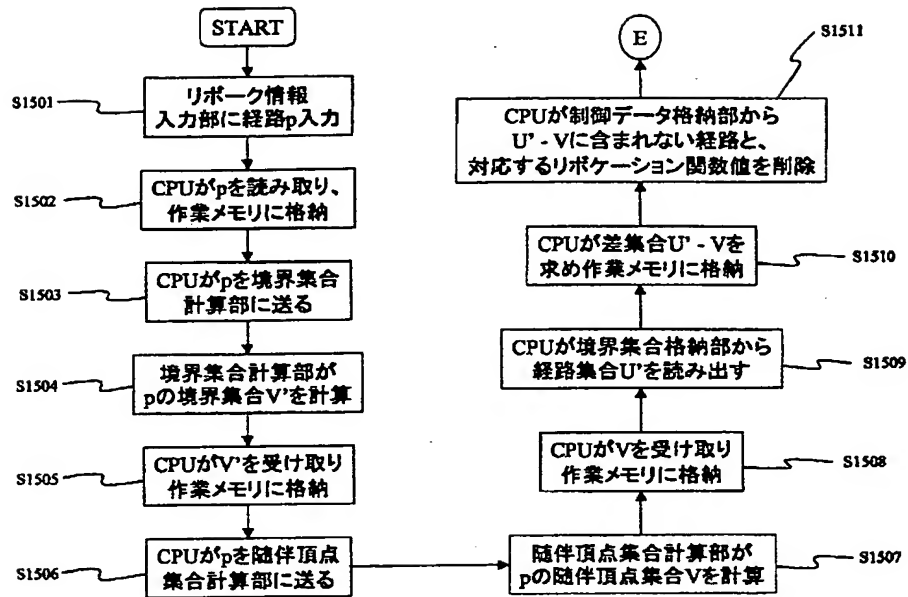 START
S1501
リボーク情報
入力部に経路p入力
S1502
CPUがpを読み取り、
作業メモリに格納
S1503
CPUがpを境界集合
計算部に送る
S1504
境界集合計算部が
pの境界集合V'を計算
S1505
CPUがV'を受け取り
作業メモリに格納
S1506
CPUがpを随伴頂点
集合計算部に送る
随伴頂点集合計算部が
pの随伴頂点集合Vを計算
S1507
CPUがVを受け取り
作業メモリに格納
S1508
CPUが境界集合格納部から
経路集合U'を読み出す
S1509
CPUが差集合U' - Vを
求め作業メモリに格納
S1510
CPUが制御データ格納部から
U' - Vに含まれない経路と、
対応するリボケーション関数値を削除
S1511
E